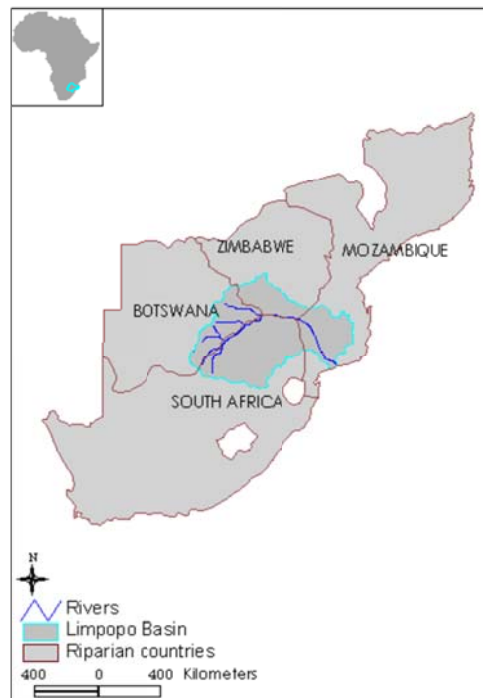 ZIMBABWE
MOZAMBIQUE
BOTSWANA
SOUTH AFRICA
N
Rivers
Limpopo Basin
Riparian countries
400 0 400 Kilometers